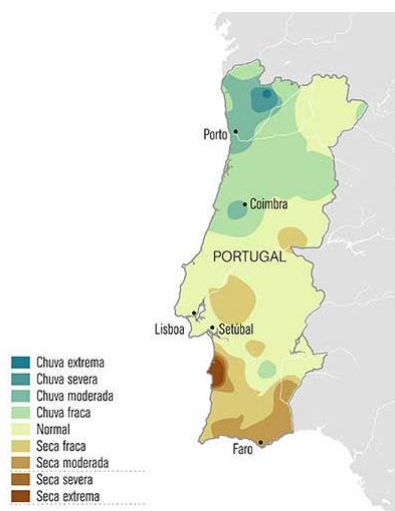 Porto
Coimbra
PORTUGAL
Lisboa
Setúbal
Faro
Chuva extrema
Chuva severa
Chuva moderada
Chuva fraca
Normal
Seca fraca
Seca moderada
Seca severa
Seca extrema